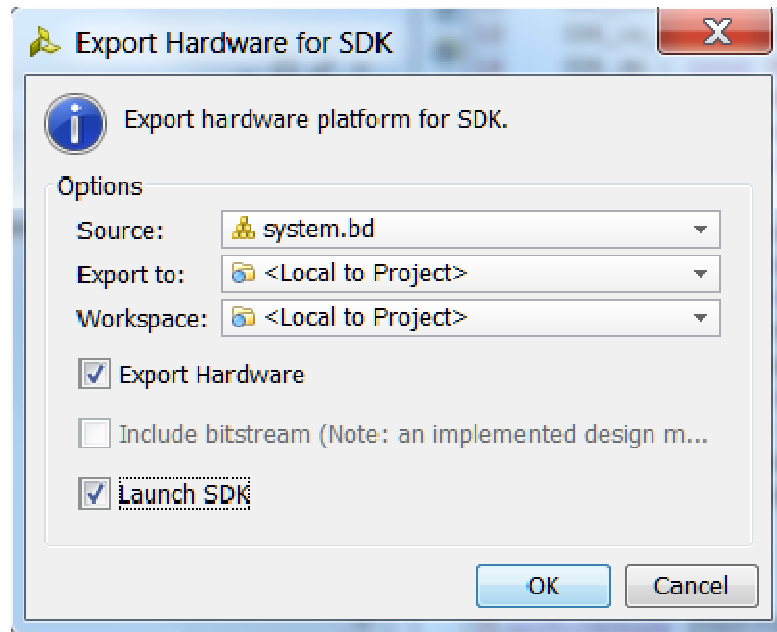 Export Hardware for SDK
X
Export hardware platform for SDK.
Options
Source: system.bd
Export to: <Local to Project>
Workspace: <Local to Project>
Export Hardware
Include bitstream (Note: an implemented design m...
Launch SDK
OK Cancel